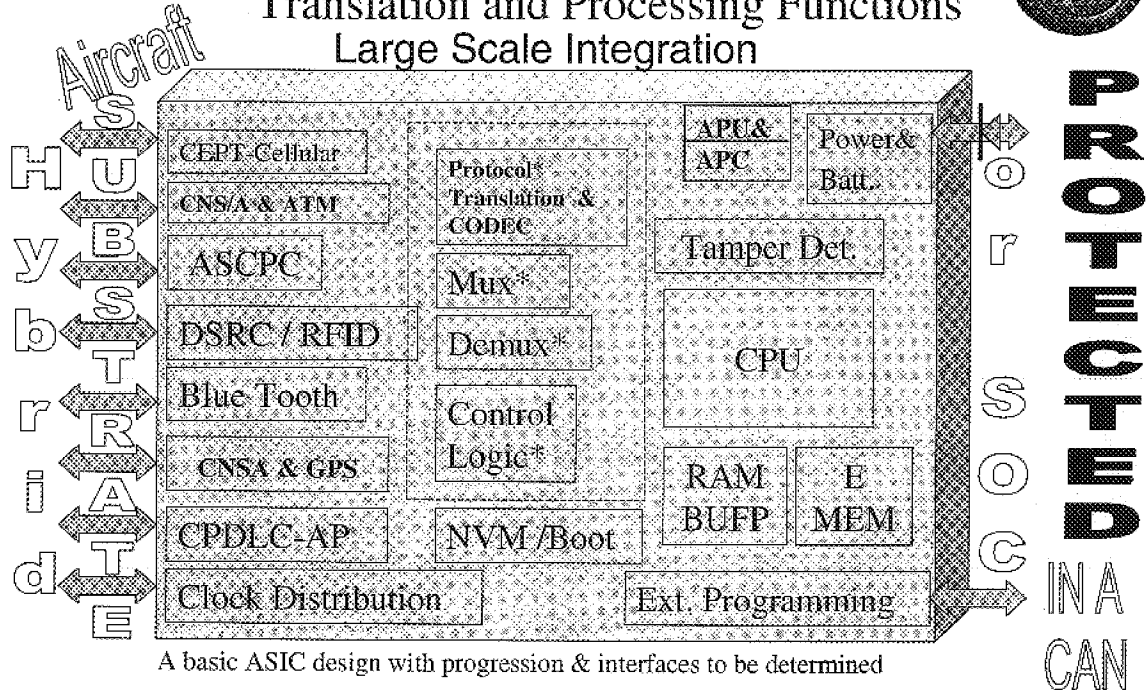 Translation and Processing Functions
Large Scale Integration
Aircraft
Hybrid
SUBSTRATE
CEPT-Cellular
CNS/A & ATM
ASCPC
DSRC / RFID
Blue Tooth
CNSA & GPS
CPDLC-AP
Clock Distribution
Protocol*
Translation &
CODEC
Mux*
Demux*
Control
Logic*
NVM /Boot
APU&
APC
Power&
Batt.
Tamper Det.
CPU
RAM
BUFP
E
MEM
Ext. Programming
or
SOC
PROTECTED
IN A
CAN
A basic ASIC design with progression & interfaces to be determined